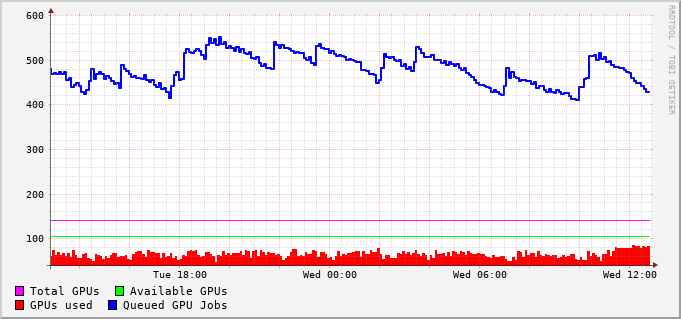 600
500
400
300
200
100
Tue 18:00 Wed 00:00 Wed 06:00 Wed 12:00
Total GPUs Available GPUs
GPUs used Queued GPU Jobs
RRDTOOL / TOBI OETIKER